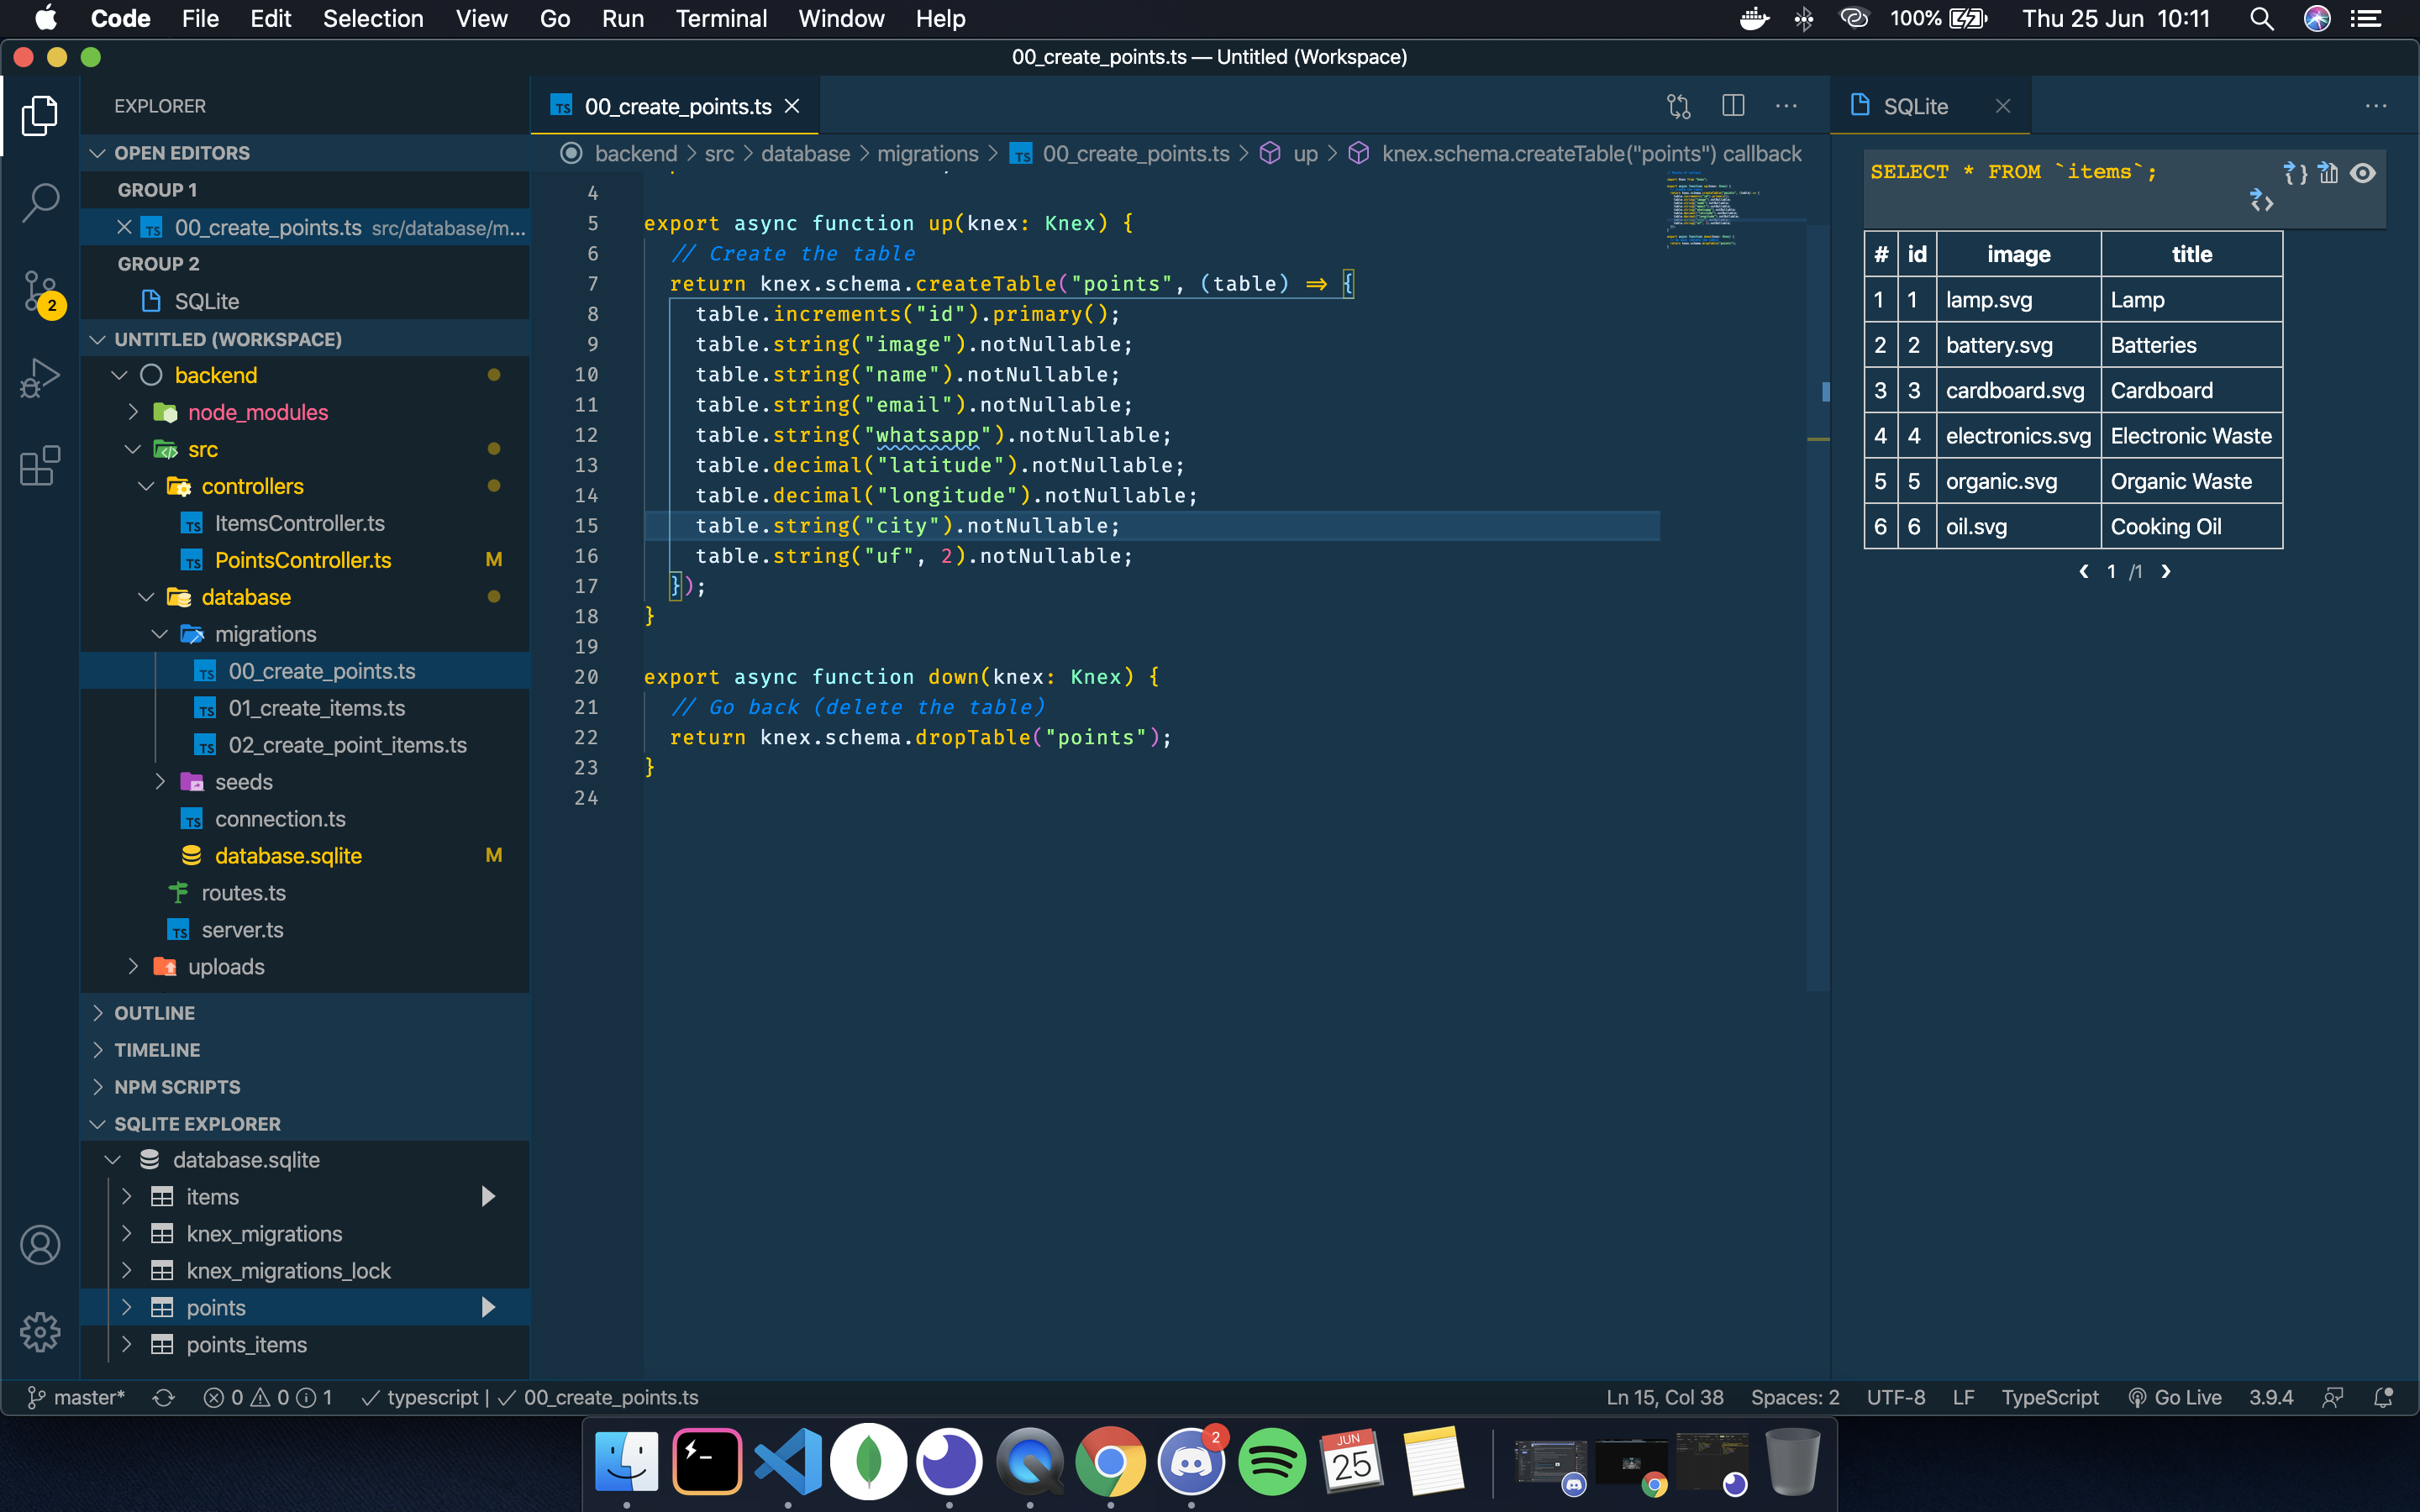 Code File Edit Selection View Go Run Terminal Window Help 100% Thu 25 Jun 10:11
00_create_points.ts — Untitled (Workspace)
EXPLORER
OPEN EDITORS
GROUP 1
00_create_points.ts src/database/m...
GROUP 2
SQLite
UNTITLED (WORKSPACE)
backend
node_modules
src
controllers
TS ItemsController.ts
TS PointsController.ts M
database
migrations
TS 00_create_points.ts
TS 01_create_items.ts
TS 02_create_point_items.ts
seeds
TS connection.ts
database.sqlite M
routes.ts
TS server.ts
uploads
OUTLINE
TIMELINE
NPM SCRIPTS
SQLITE EXPLORER
database.sqlite
items
knex_migrations
knex_migrations_lock
points
points_items
2
TS 00_create_points.ts
backend > src > database > migrations > TS 00_create_points.ts > up > knex.schema.createTable("points") callback
4
5 export async function up(knex: Knex) {
6 // Create the table
7 return knex.schema.createTable("points", (table) => {
8 table.increments("id").primary();
9 table.string("image").notNullable;
10 table.string("name").notNullable;
11 table.string("email").notNullable;
12 table.string("whatsapp").notNullable;
13 table.decimal("latitude").notNullable;
14 table.decimal("longitude").notNullable;
15 table.string("city").notNullable;
16 table.string("uf", 2).notNullable;
17 });
18 }
19
20 export async function down(knex: Knex) {
21 // Go back (delete the table)
22 return knex.schema.dropTable("points");
23 }
24
SQLite
SELECT * FROM `items`;
# id image title
1 1 lamp.svg Lamp
2 2 battery.svg Batteries
3 3 cardboard.svg Cardboard
4 4 electronics.svg Electronic Waste
5 5 organic.svg Organic Waste
6 6 oil.svg Cooking Oil
1 /1
master* 0 0 1 typescript | 00_create_points.ts Ln 15, Col 38 Spaces: 2 UTF-8 LF TypeScript Go Live 3.9.4
2
JUN
25